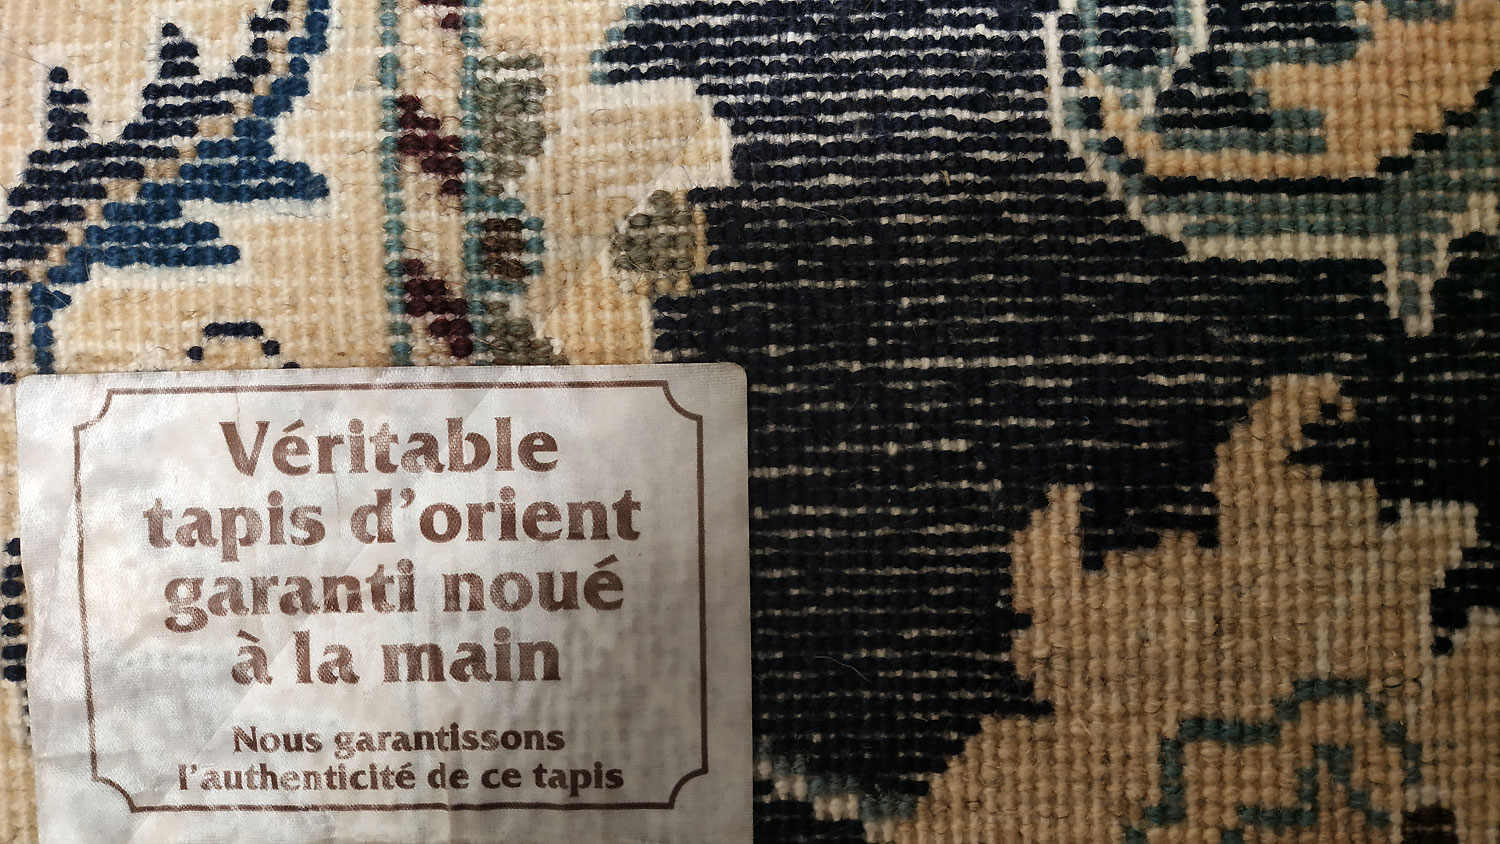 Véritable
tapis d'orient
garanti noué
à la main
Nous garantissons
l'authenticité de ce tapis